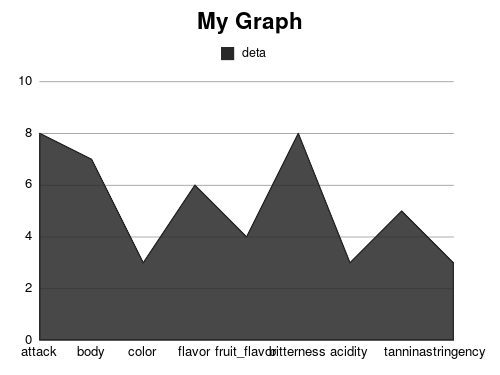 My Graph
deta
10
8
6
4
2
0
attack body color flavor fruit_flavor bitterness acidity tannin astringency